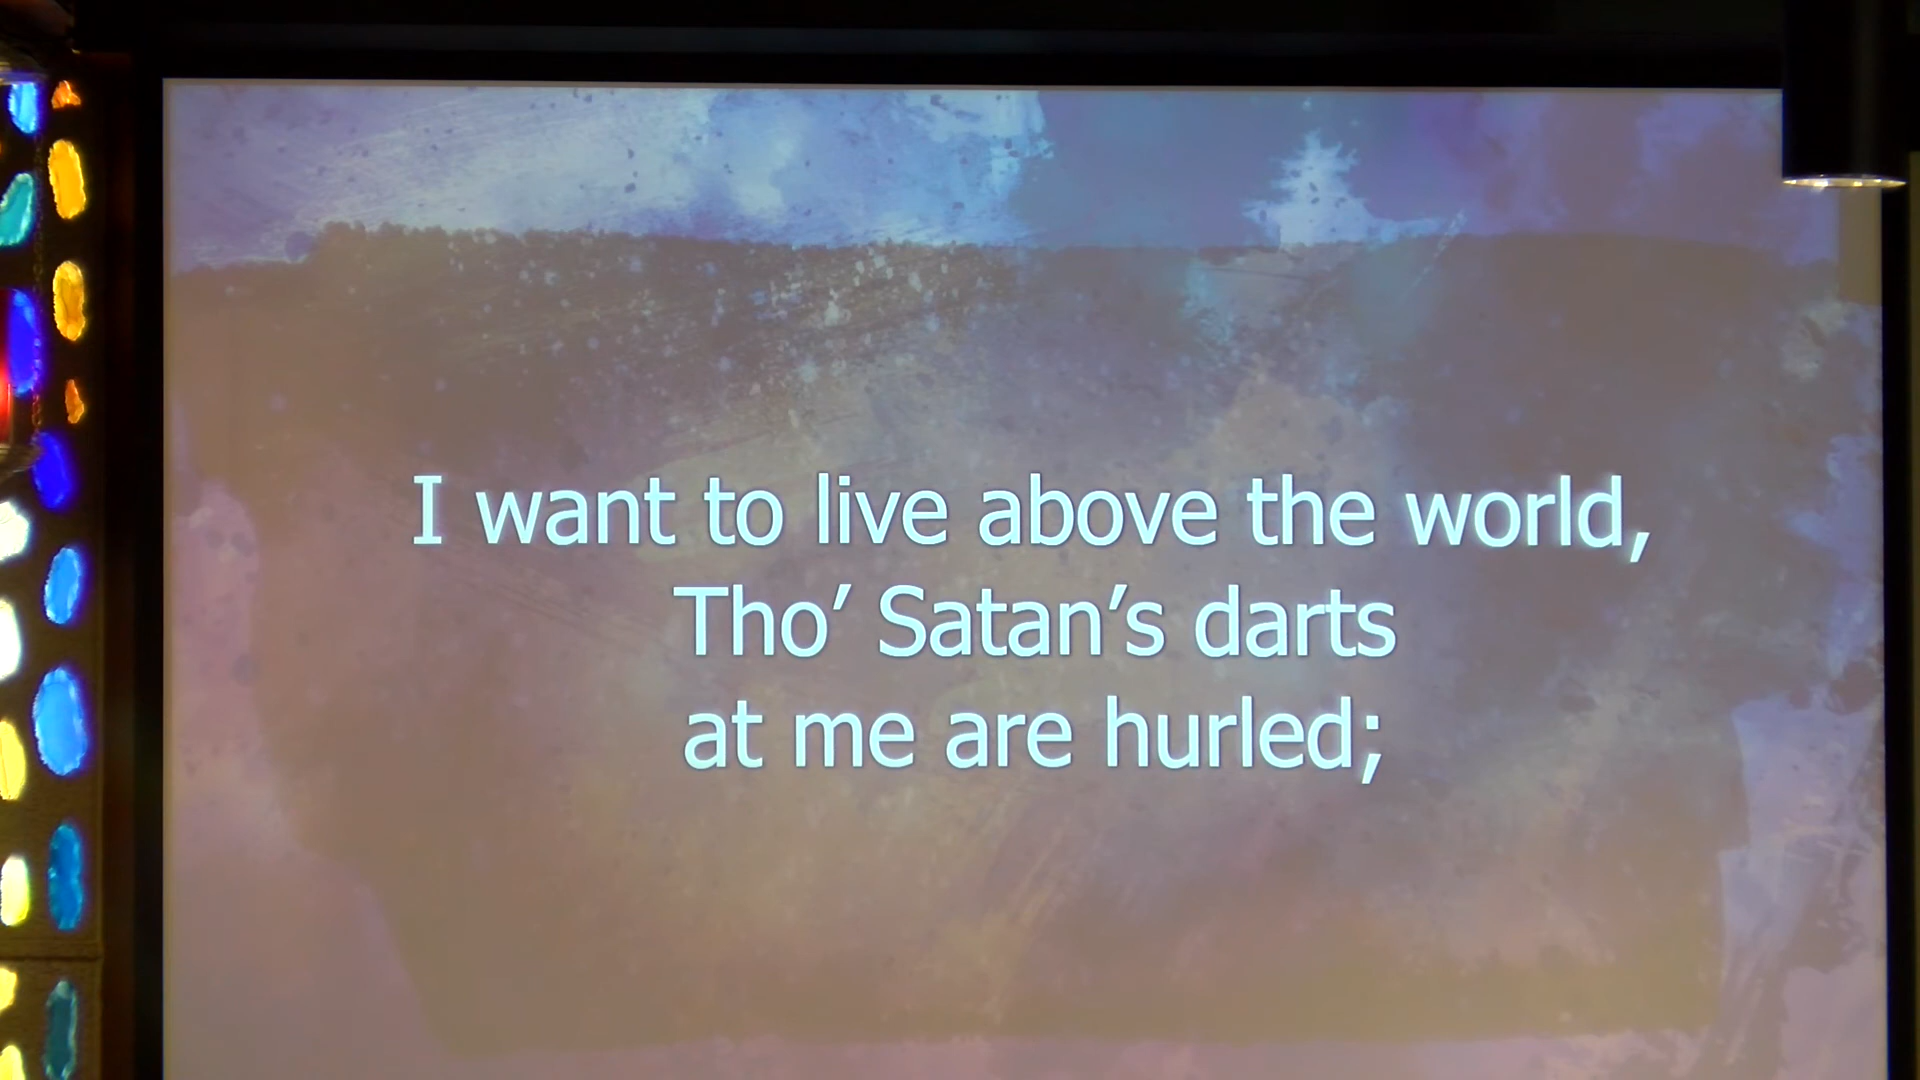 I want to live above the world,
Tho’ Satan’s darts
at me are hurled;